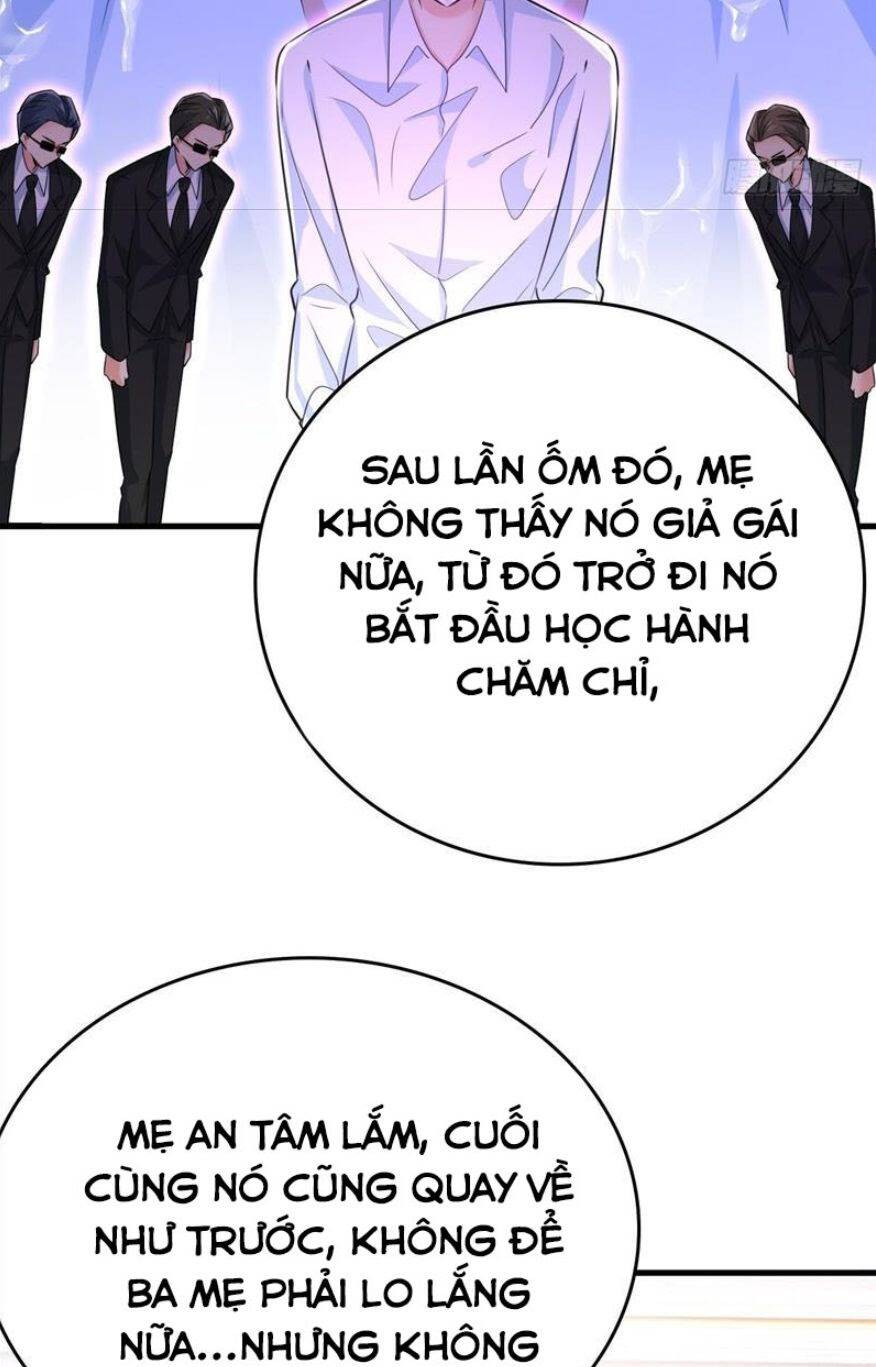 SAU LẦN ỐM ĐÓ, MẸ
KHÔNG THẤY NÓ GIẢ GÁI
NỮA, TỪ ĐÓ TRỞ ĐI NÓ
BẮT ĐẦU HỌC HÀNH
CHĂM CHỈ,
MẸ AN TÂM LẮM, CUỐI
CÙNG NÓ CŨNG QUAY VỀ
NHƯ TRƯỚC, KHÔNG ĐỂ
BA MẸ PHẢI LO LẮNG
NỮA...NHƯNG KHÔNG